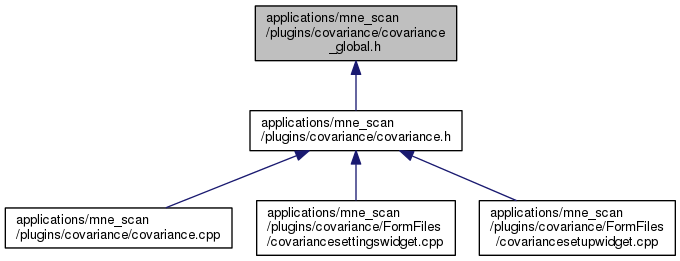 applications/mne_scan
/plugins/covariance/covariance
_global.h
applications/mne_scan
/plugins/covariance/covariance.h
applications/mne_scan
/plugins/covariance/covariance.cpp
applications/mne_scan
/plugins/covariance/FormFiles
/covariancesettingswidget.cpp
applications/mne_scan
/plugins/covariance/FormFiles
/covariancesetupwidget.cpp